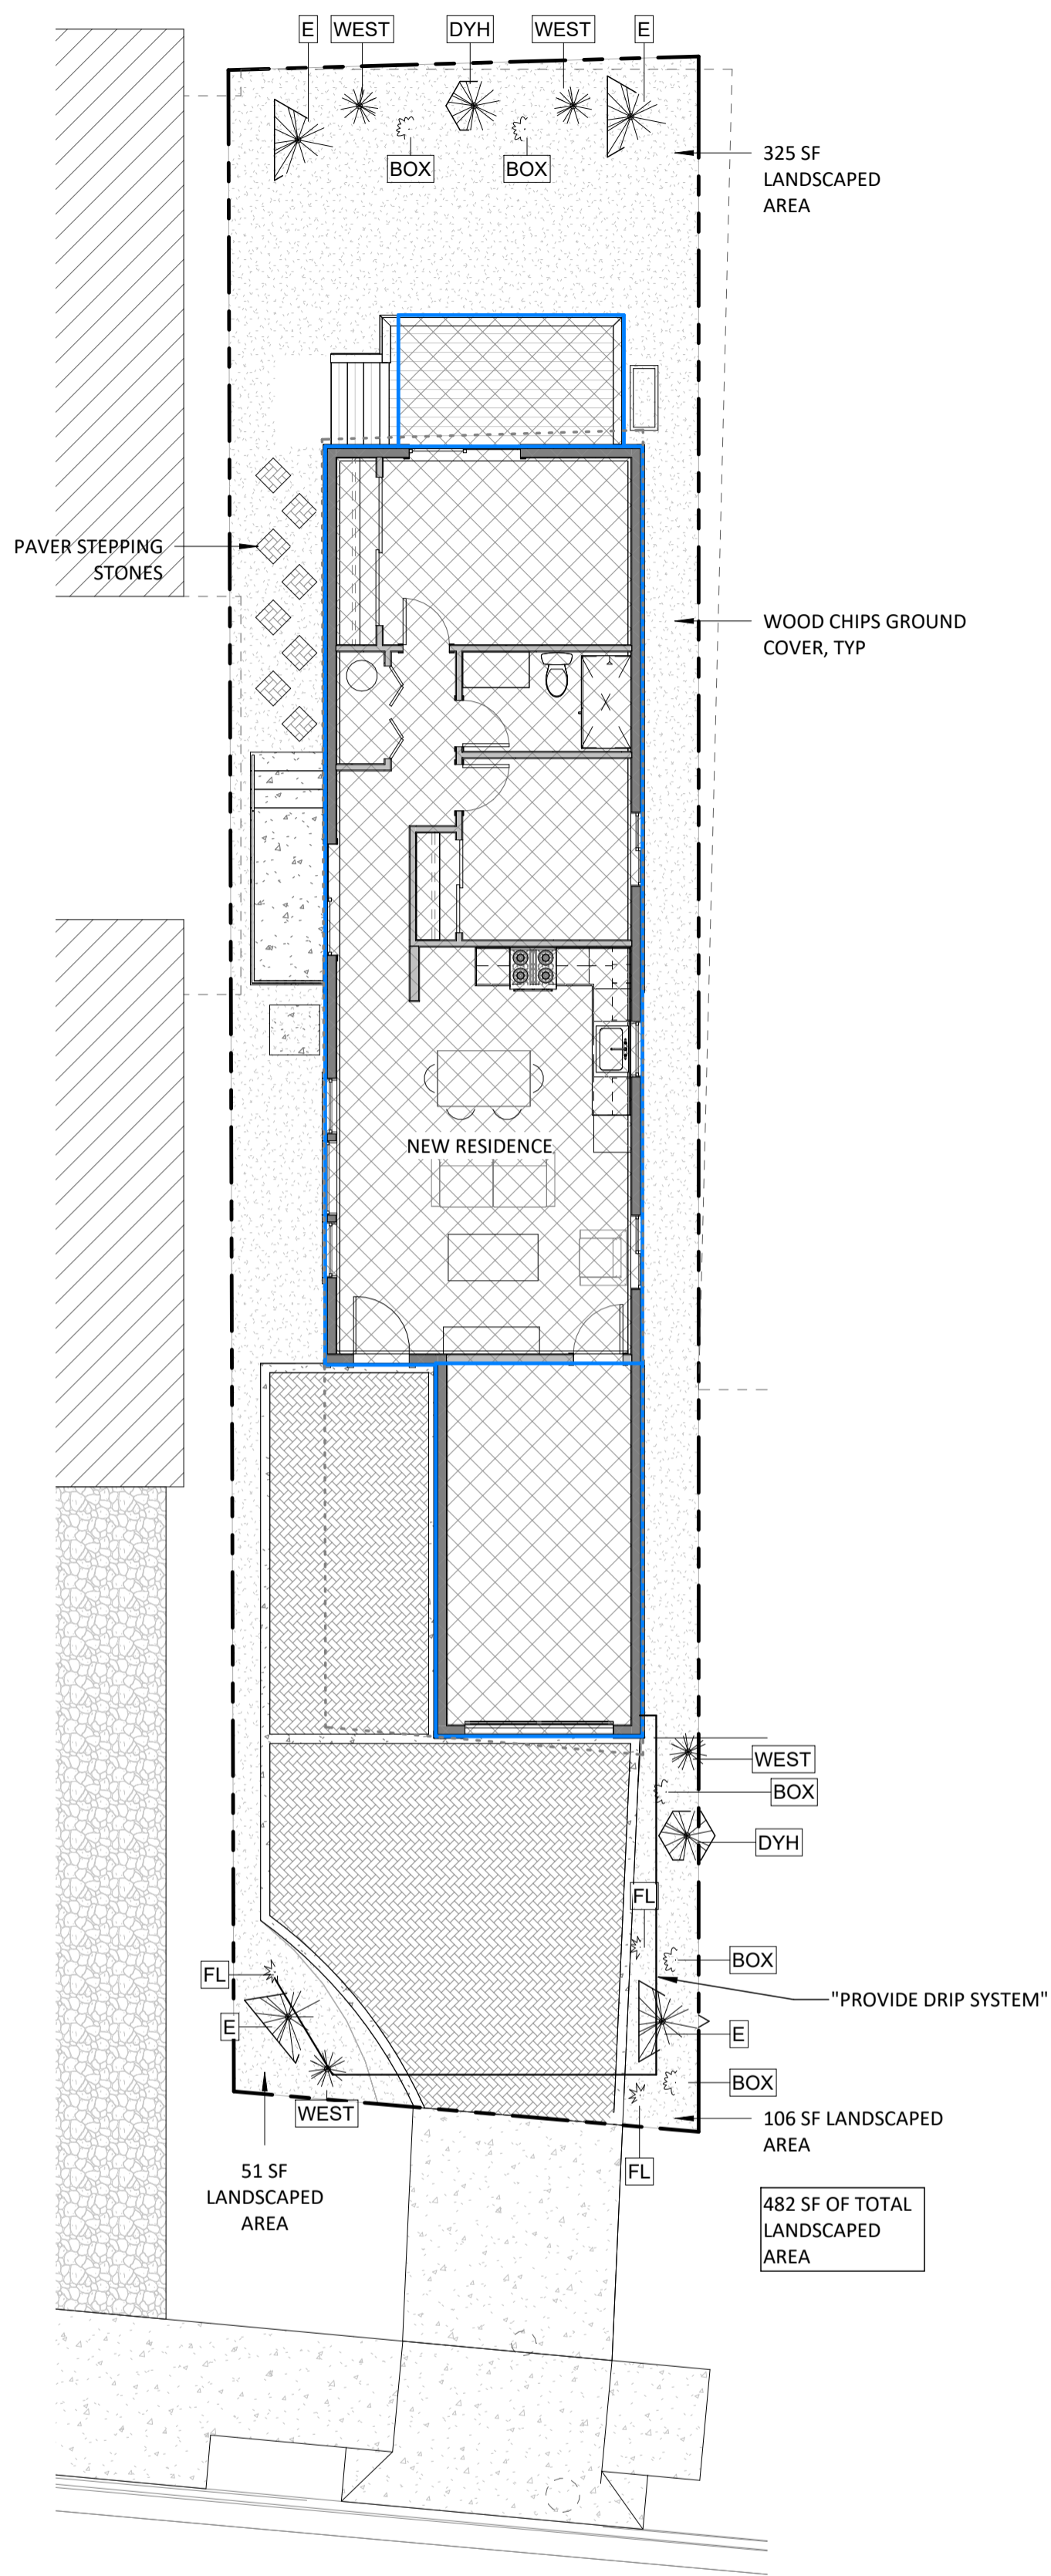 E
WEST
DYH
WEST
E
BOX
BOX
325 SF
LANDSCAPED
AREA
PAVER STEPPING
STONES
WOOD CHIPS GROUND
COVER, TYP
NEW RESIDENCE
WEST
BOX
DYH
FL
BOX
FL
"PROVIDE DRIP SYSTEM"
E
E
BOX
WEST
106 SF LANDSCAPED
AREA
FL
51 SF
LANDSCAPED
AREA
482 SF OF TOTAL
LANDSCAPED
AREA